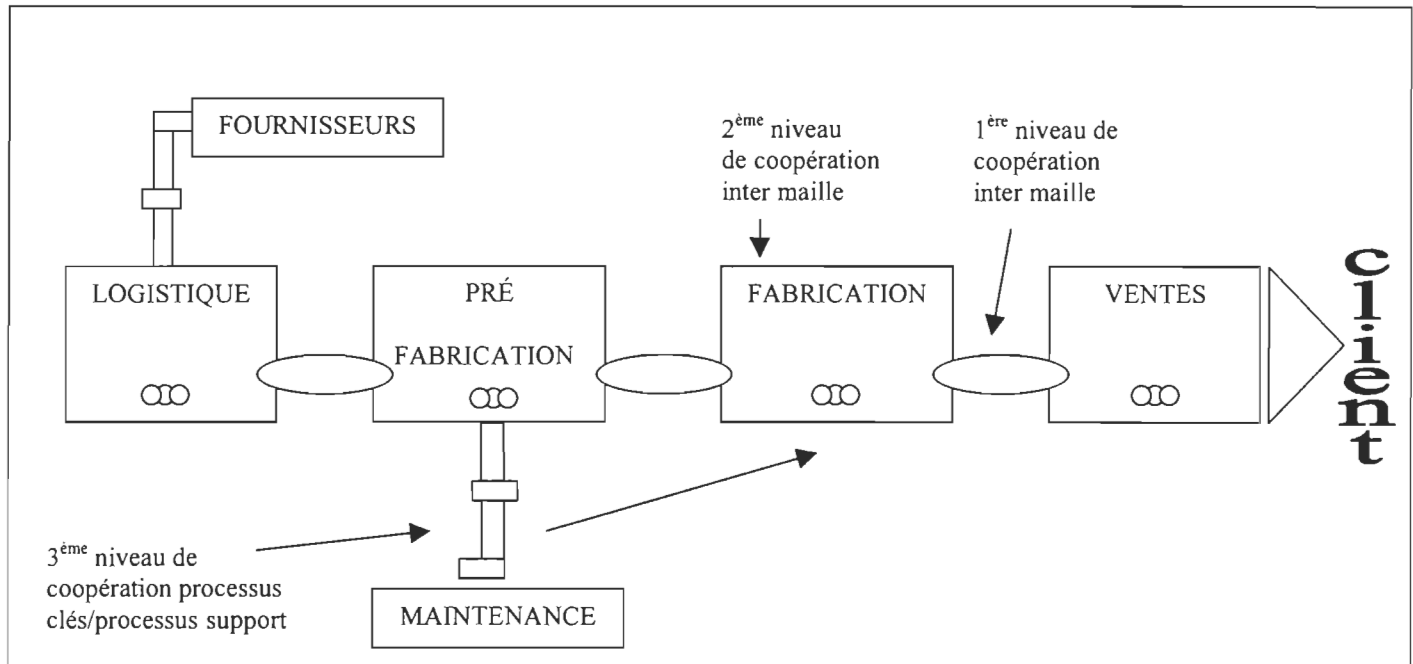 FOURNISSEURS
2ème niveau
de coopération
inter maille
1ère niveau de
coopération
inter maille
LOGISTIQUE
PRÉ
FABRICATION
FABRICATION
VENTES
client
3ème niveau de
coopération processus
clés/processus support
MAINTENANCE